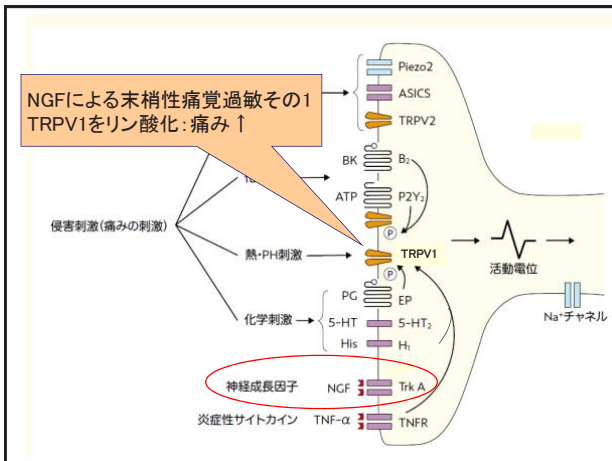 NGFによる末梢性痛覚過敏その1
TRPV1をリン酸化:痛み↑
Piezo2
ASICS
TRPV2
BK
B₂
ATP
P2Y₂
P
侵害刺激(痛みの刺激)
熱・PH刺激
TRPV1
活動電位
P
PG
EP
化学刺激
5-HT
5-HT₂
His
H₁
Na⁺チャネル
神経成長因子
NGF
Trk A
炎症性サイトカイン
TNF-α
TNFR